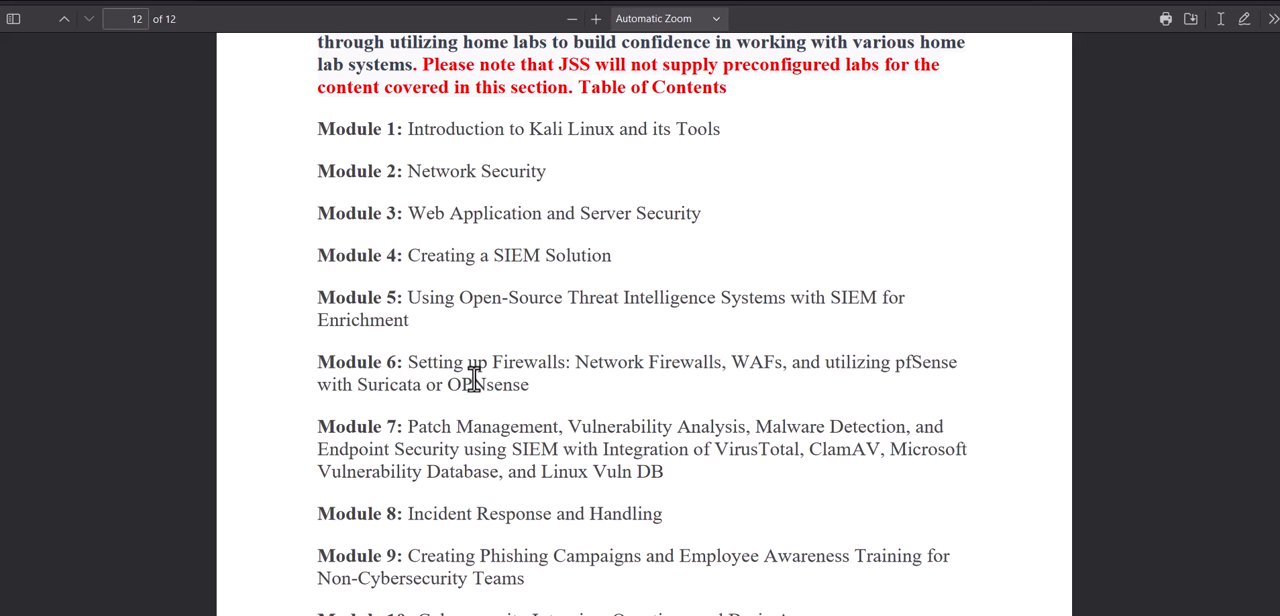 12 of 12
Automatic Zoom
through utilizing home labs to build confidence in working with various home
lab systems. Please note that JSS will not supply preconfigured labs for the
content covered in this section. Table of Contents
Module 1: Introduction to Kali Linux and its Tools
Module 2: Network Security
Module 3: Web Application and Server Security
Module 4: Creating a SIEM Solution
Module 5: Using Open-Source Threat Intelligence Systems with SIEM for
Enrichment
Module 6: Setting up Firewalls: Network Firewalls, WAFs, and utilizing pfSense
with Suricata or OPNsense
Module 7: Patch Management, Vulnerability Analysis, Malware Detection, and
Endpoint Security using SIEM with Integration of VirusTotal, ClamAV, Microsoft
Vulnerability Database, and Linux Vuln DB
Module 8: Incident Response and Handling
Module 9: Creating Phishing Campaigns and Employee Awareness Training for
Non-Cybersecurity Teams